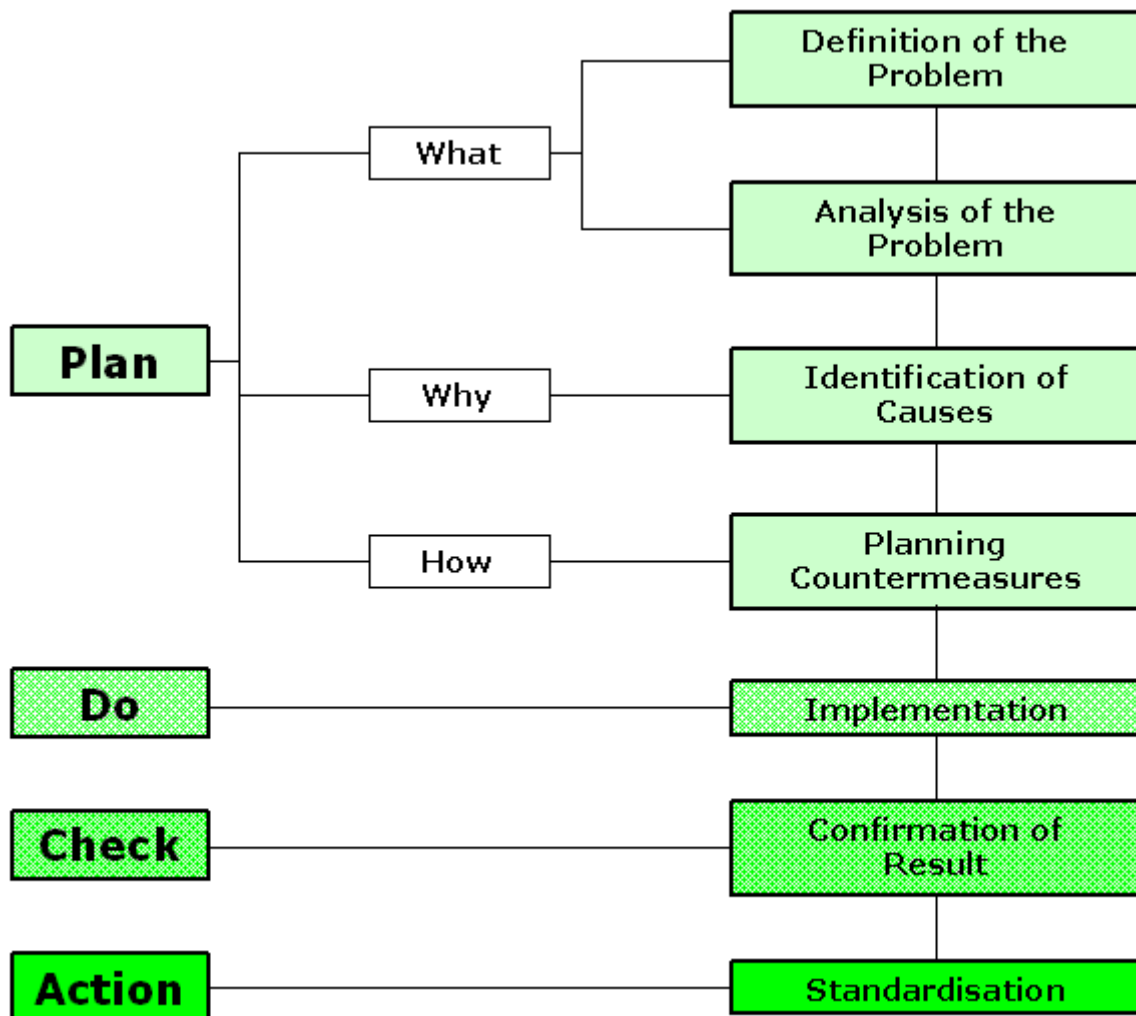 Definition of the
Problem
What
Analysis of the
Problem
Plan
Why
Identification of
Causes
How
Planning
Countermeasures
Do
Implementation
Check
Confirmation of
Result
Action
Standardisation